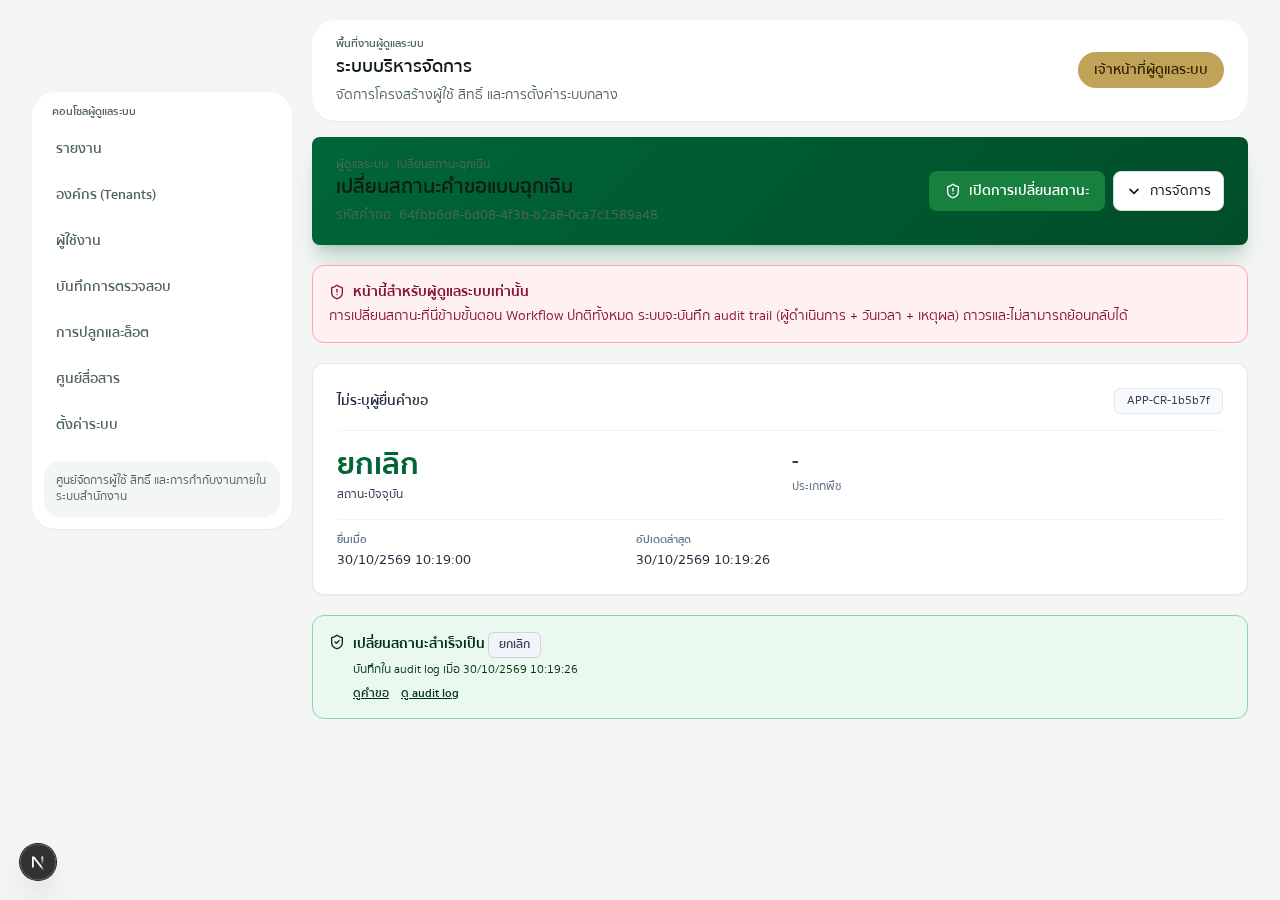 พื้นที่งานผู้ดูแลระบบ
ระบบบริหารจัดการ
จัดการโครงสร้างผู้ใช้ สิทธิ์ และการตั้งค่าระบบกลาง
เจ้าหน้าที่ผู้ดูแลระบบ
คอนโซลผู้ดูแลระบบ
รายงาน
องค์กร (Tenants)
ผู้ใช้งาน
บันทึกการตรวจสอบ
การปลูกและล็อต
ศูนย์สื่อสาร
ตั้งค่าระบบ
ศูนย์จัดการผู้ใช้ สิทธิ์ และการกำกับงานภายใน
ระบบสำนักงาน
ผู้ดูแลระบบ · เปลี่ยนสถานะฉุกเฉิน
เปลี่ยนสถานะคำขอแบบฉุกเฉิน
รหัสคำขอ: 64fbb6d8-6d08-4f3b-b2a8-0ca7c1589a48
เปิดการเปลี่ยนสถานะ
การจัดการ
หน้านี้สำหรับผู้ดูแลระบบเท่านั้น
การเปลี่ยนสถานะที่นี่ข้ามขั้นตอน Workflow ปกติทั้งหมด ระบบจะบันทึก audit trail (ผู้ดำเนินการ + วันเวลา + เหตุผล) ถาวรและไม่สามารถย้อนกลับได้
ไม่ระบุผู้ยื่นคำขอ
APP-CR-1b5b7f
ยกเลิก
สถานะปัจจุบัน
-
ประเภทพืช
ยื่นเมื่อ
30/10/2569 10:19:00
อัปเดตล่าสุด
30/10/2569 10:19:26
เปลี่ยนสถานะสำเร็จเป็น ยกเลิก
บันทึกใน audit log เมื่อ 30/10/2569 10:19:26
ดูคำขอ ดู audit log